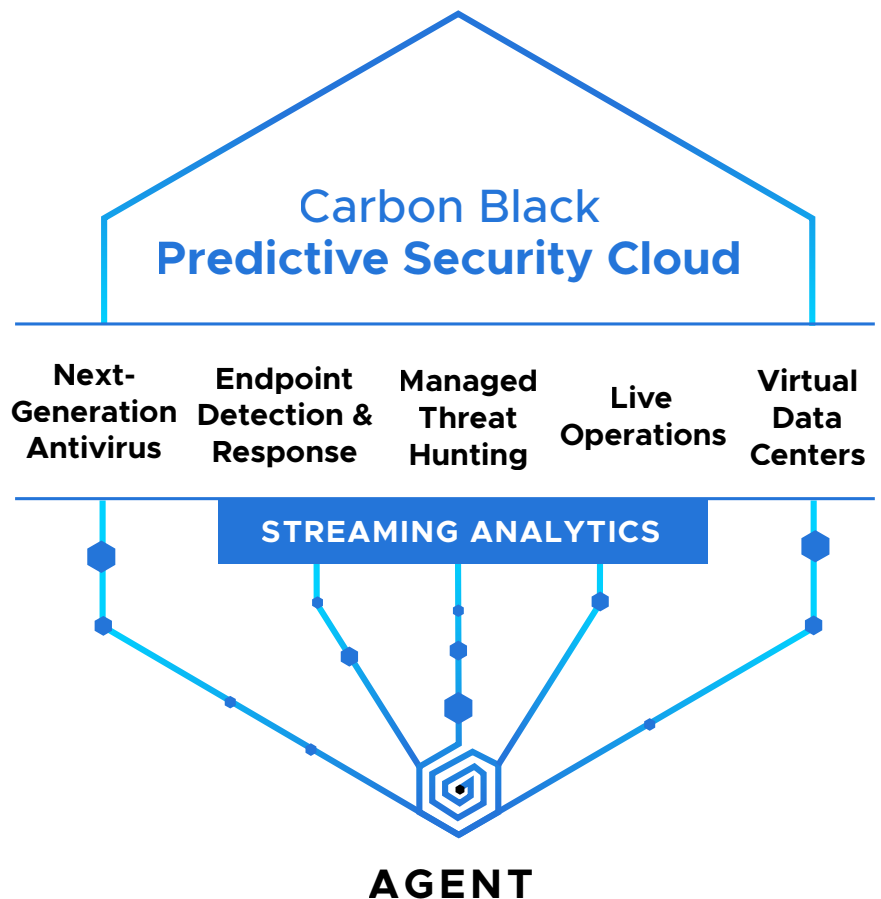 Carbon Black
Predictive Security Cloud
Next-
Generation
Antivirus
Endpoint
Detection &
Response
Managed
Threat
Hunting
Live
Operations
Virtual
Data
Centers
STREAMING ANALYTICS
AGENT